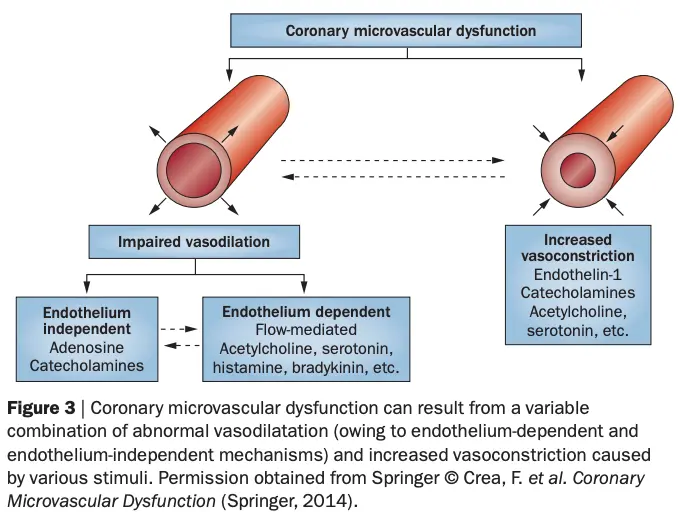 Coronary microvascular dysfunction
Impaired vasodilation
Increased
vasoconstriction
Endothelin-1
Catecholamines
Acetylcholine,
serotonin, etc.
Endothelium
independent
Adenosine
Catecholamines
Endothelium dependent
Flow-mediated
Acetylcholine, serotonin,
histamine, bradykinin, etc.
Figure 3 | Coronary microvascular dysfunction can result from a variable
combination of abnormal vasodilatation (owing to endothelium-dependent and
endothelium-independent mechanisms) and increased vasoconstriction caused
by various stimuli. Permission obtained from Springer © Crea, F. et al. Coronary
Microvascular Dysfunction (Springer, 2014).